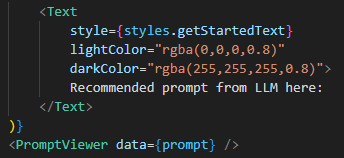 <Text
style={styles.getStartedText}
lightColor="rgba(0,0,0,0.8)"
darkColor="rgba(255,255,255,0.8)">
Recommended prompt from LLM here:
</Text>
)}
<PromptViewer data={prompt} />